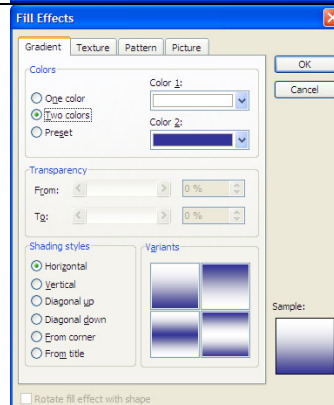 Fill Effects
Gradient Texture Pattern Picture
OK
Cancel
Colors
One color
Two colors
Preset
Color 1:
Color 2:
Transparency
From: 0 %
To: 0 %
Shading styles
Horizontal
Vertical
Diagonal up
Diagonal down
From corner
From title
Variants
Sample:
Rotate fill effect with shape